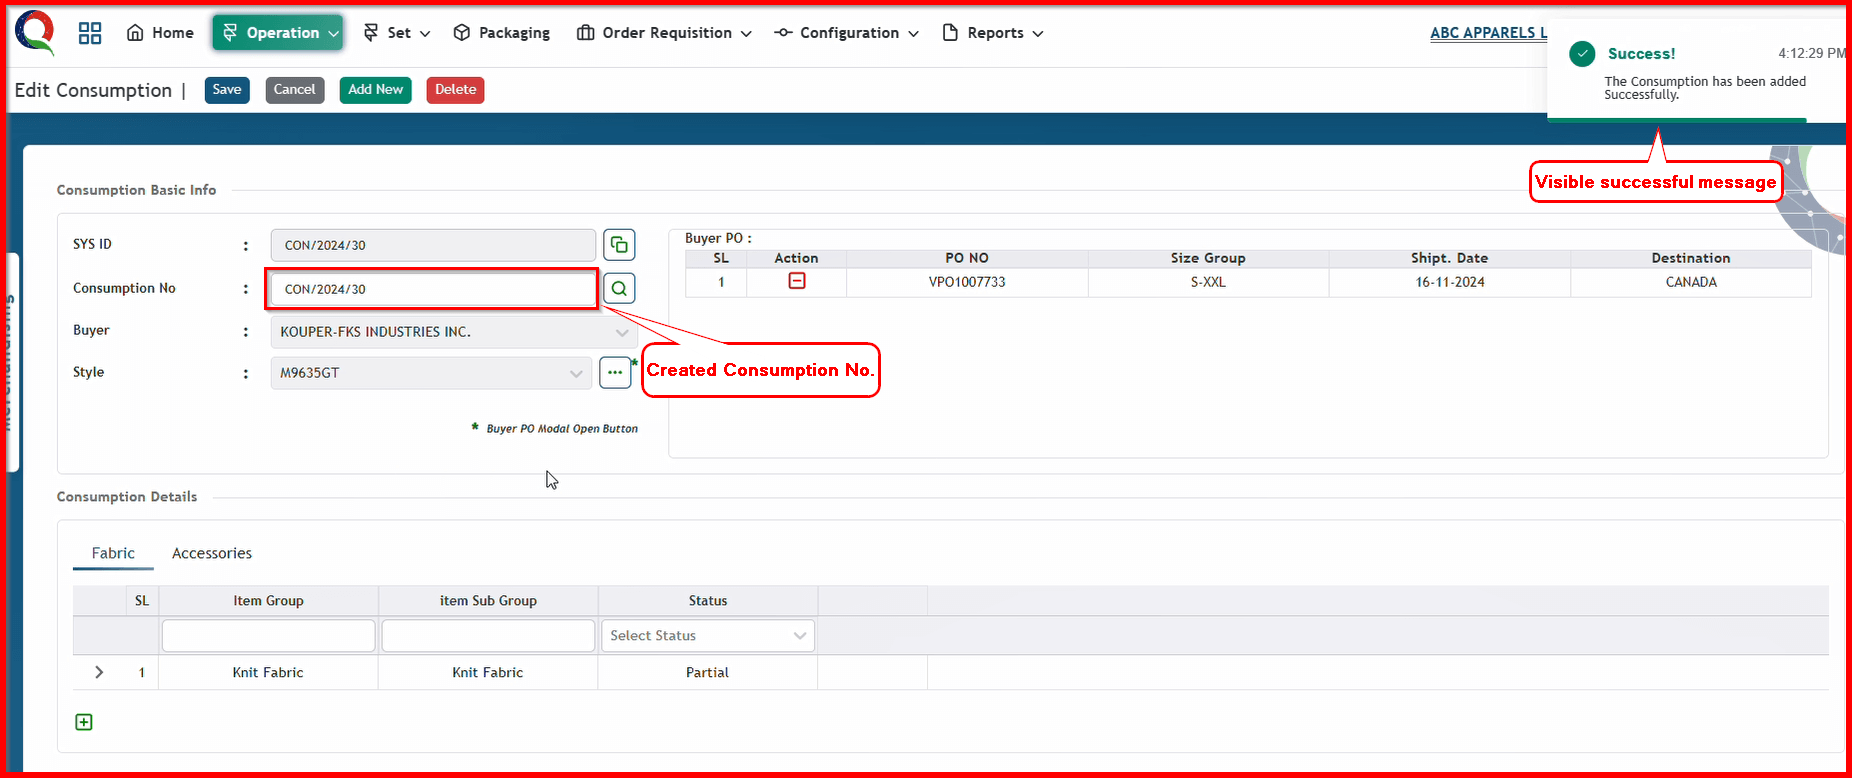 Home
Operation
Set
Packaging
Order Requisition
Configuration
Reports
ABC APPARELS L
Success!
4:12:29 PM
The Consumption has been added
Successfully.
Edit Consumption |
Save
Cancel
Add New
Delete
Visible successful message
Consumption Basic Info
SYS ID : CON/2024/30
Consumption No : CON/2024/30
Buyer : KOUPER-FKS INDUSTRIES INC.
Style : M9635GT
... *
Created Consumption No.
* Buyer PO Modal Open Button
Buyer PO :
SL Action PO NO Size Group Shipt. Date Destination
1 VPO1007733 S-XXL 16-11-2024 CANADA
Consumption Details
Fabric Accessories
SL Item Group item Sub Group Status
Select Status
1 Knit Fabric Knit Fabric Partial